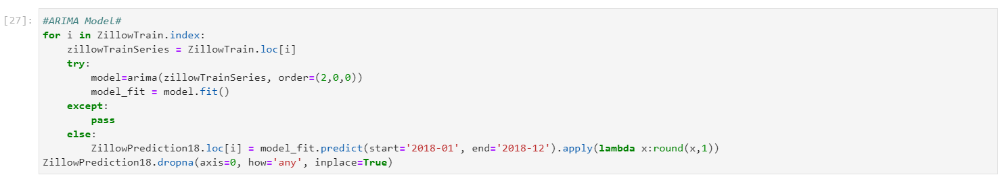 [27]: #ARIMA Model#
for i in ZillowTrain.index:
    zillowTrainSeries = ZillowTrain.loc[i]
    try:
        model=arima(zillowTrainSeries, order=(2,0,0))
        model_fit = model.fit()
    except:
        pass
    else:
        ZillowPrediction18.loc[i] = model_fit.predict(start='2018-01', end='2018-12').apply(lambda x:round(x,1))
ZillowPrediction18.dropna(axis=0, how='any', inplace=True)